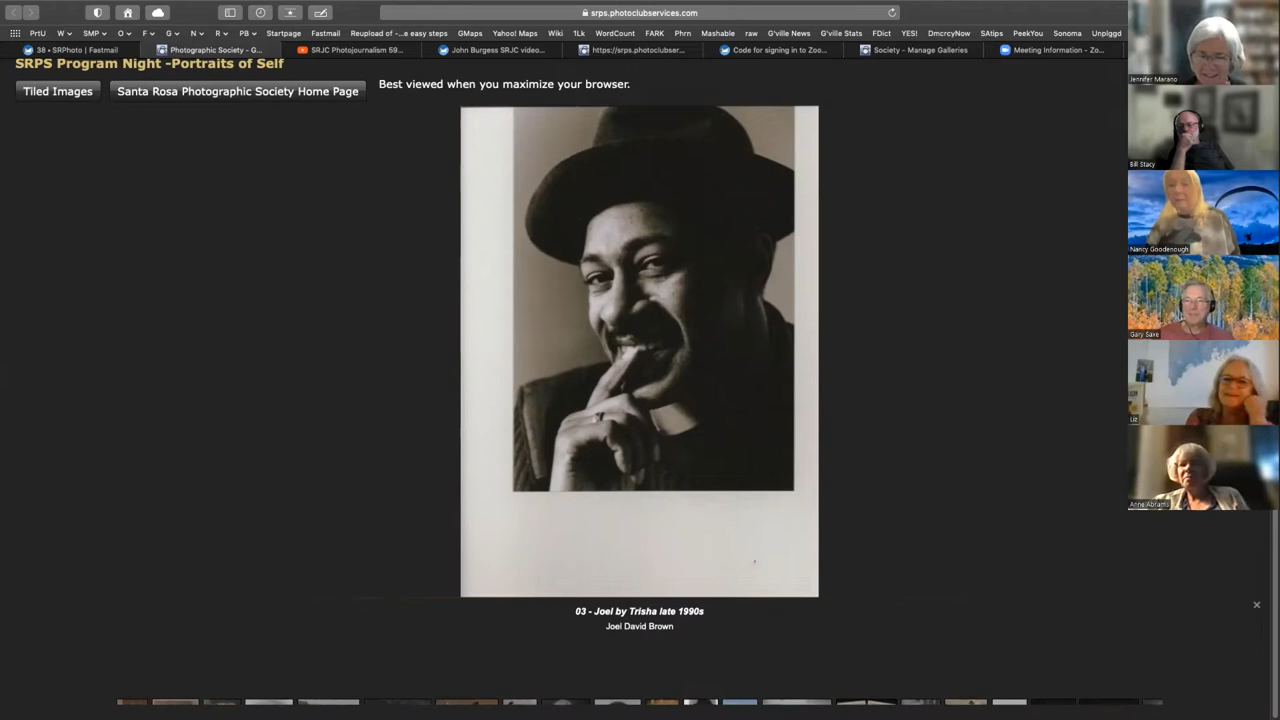 srps.photoclubservices.com
PrtU W SMP O F G N R PB Startpage GMaps Fastmail Reupload of -...e easy steps Yahoo! Maps Wiki 1Lk WordCount FARK Phrn Mashable raw G'ville News G'ville Stats FDict YES! DmcrcyNow SAtips PeekYou Sonoma Unplggd
38 • SRPhoto | Fastmail
Photographic Society - G...
SRJC Photojournalism 59...
John Burgess SRJC video...
https://srps.photoclubser...
Code for signing in to Zoo...
Society - Manage Galleries
Meeting Information - Zo...
SRPS Program Night -Portraits of Self
Tiled Images
Santa Rosa Photographic Society Home Page
Best viewed when you maximize your browser.
03 - Joel by Trisha late 1990s
Joel David Brown
Jennifer Marano
Bill Stacy
Nancy Goodenough
Gary Saxe
Liz
Anne Abrams